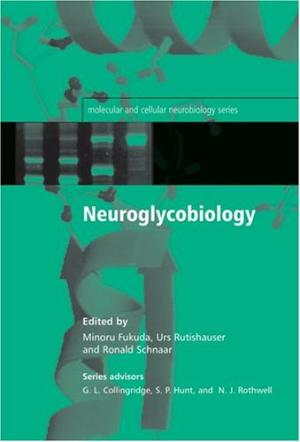 molecular and cellular neurobiology series
Neuroglycobiology
Edited by
Minoru Fukuda, Urs Rutishauser
and Ronald Schnaar
Series advisors
G. L. Collingridge, S. P. Hunt, and N. J. Rothwell